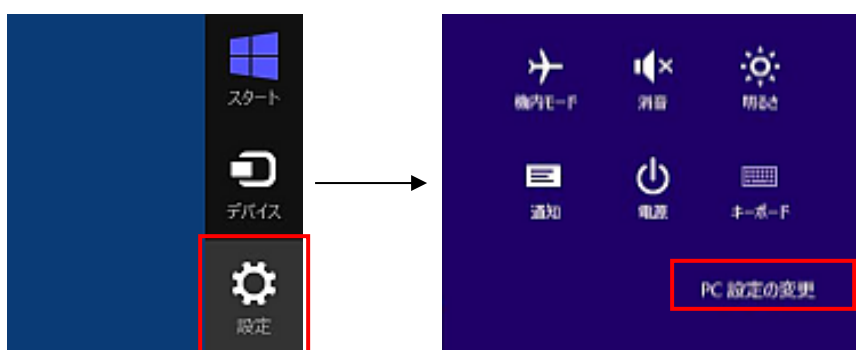 スタート
デバイス
設定
機内モード
消音
明るさ
通知
電源
キーボード
PC 設定の変更